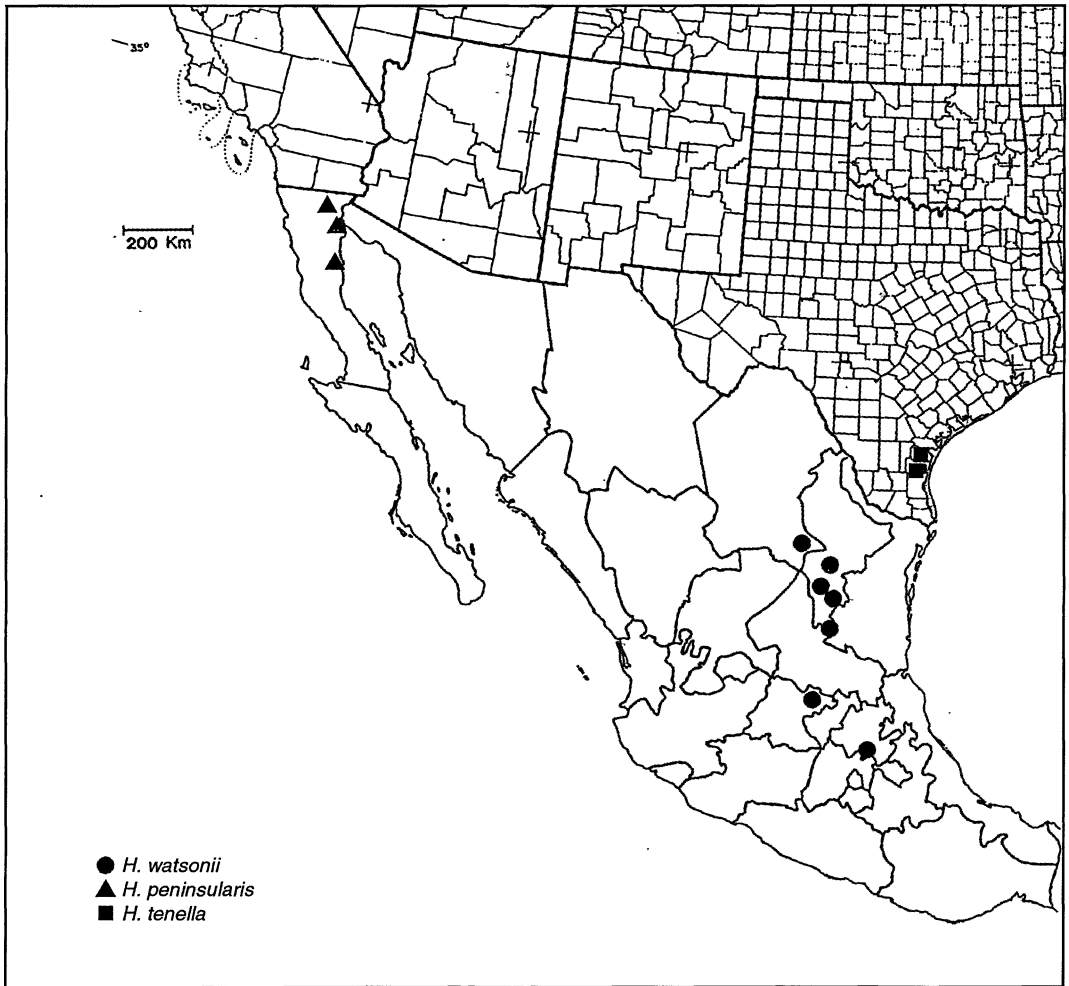 35°
200 Km
H. watsonii
H. peninsularis
H. tenella